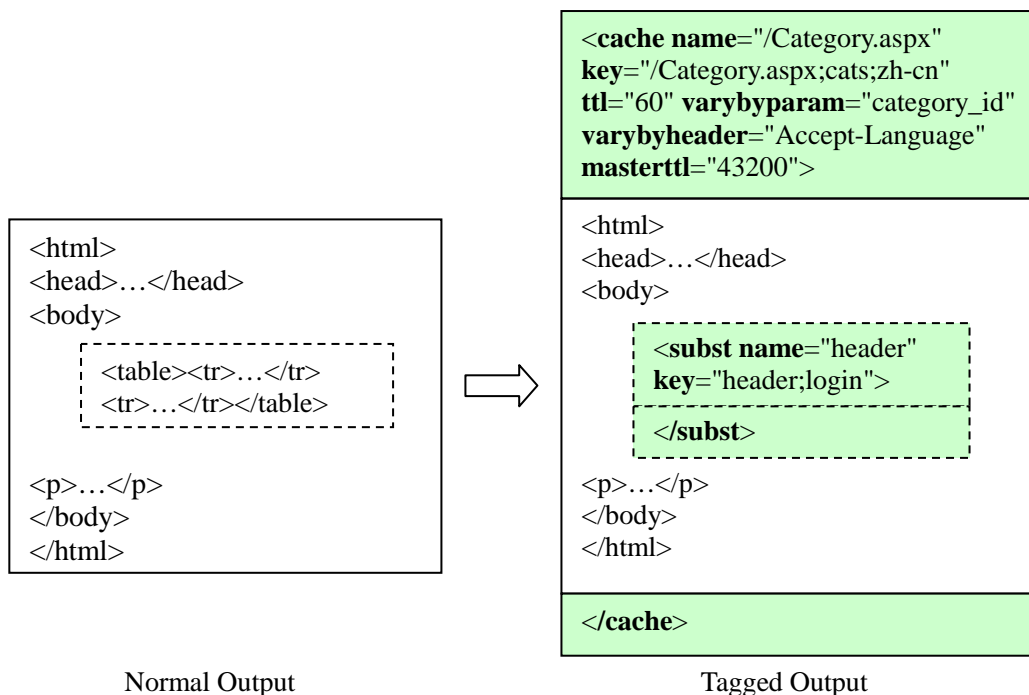 <html>
<head>…</head>
<body>
<table><tr>…</tr>
<tr>…</tr></table>
<p>…</p>
</body>
</html>
Normal Output
<cache name="/Category.aspx"
key="/Category.aspx;cats;zh-cn"
ttl="60" varybyparam="category_id"
varybyheader="Accept-Language"
masterttl="43200">
<html>
<head>…</head>
<body>
<subst name="header"
key="header;login">
</subst>
<p>…</p>
</body>
</html>
</cache>
Tagged Output